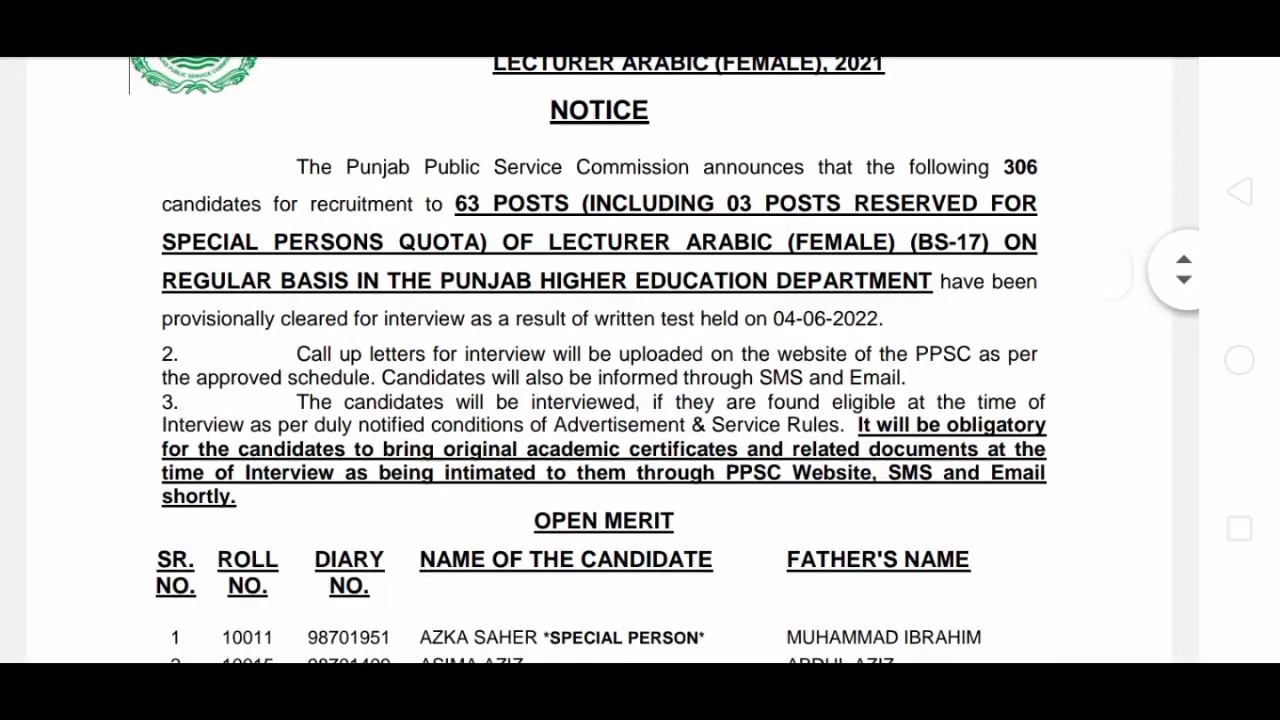 LECTURER ARABIC (FEMALE), 2021
NOTICE
The Punjab Public Service Commission announces that the following 306
candidates for recruitment to 63 POSTS (INCLUDING 03 POSTS RESERVED FOR
SPECIAL PERSONS QUOTA) OF LECTURER ARABIC (FEMALE) (BS-17) ON
REGULAR BASIS IN THE PUNJAB HIGHER EDUCATION DEPARTMENT have been
provisionally cleared for interview as a result of written test held on 04-06-2022.
2. Call up letters for interview will be uploaded on the website of the PPSC as per
the approved schedule. Candidates will also be informed through SMS and Email.
3. The candidates will be interviewed, if they are found eligible at the time of
Interview as per duly notified conditions of Advertisement & Service Rules. It will be obligatory
for the candidates to bring original academic certificates and related documents at the
time of Interview as being intimated to them through PPSC Website, SMS and Email
shortly.
OPEN MERIT
SR. ROLL DIARY NAME OF THE CANDIDATE FATHER'S NAME
NO. NO. NO.
1 10011 98701951 AZKA SAHER *SPECIAL PERSON* MUHAMMAD IBRAHIM
ASIMA AZIZ ABDUL AZIZ